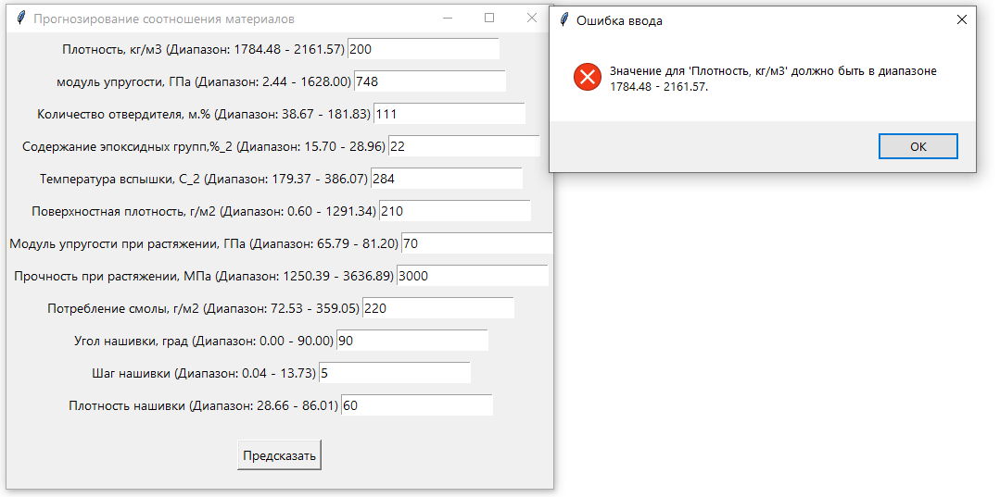 Прогнозирование соотношения материалов
Плотность, кг/м3 (Диапазон: 1784.48 - 2161.57) 200
модуль упругости, ГПа (Диапазон: 2.44 - 1628.00) 748
Количество отвердителя, м.% (Диапазон: 38.67 - 181.83) 111
Содержание эпоксидных групп,%_2 (Диапазон: 15.70 - 28.96) 22
Температура вспышки, С_2 (Диапазон: 179.37 - 386.07) 284
Поверхностная плотность, г/м2 (Диапазон: 0.60 - 1291.34) 210
Модуль упругости при растяжении, ГПа (Диапазон: 65.79 - 81.20) 70
Прочность при растяжении, МПа (Диапазон: 1250.39 - 3636.89) 3000
Потребление смолы, г/м2 (Диапазон: 72.53 - 359.05) 220
Угол нашивки, град (Диапазон: 0.00 - 90.00) 90
Шаг нашивки (Диапазон: 0.04 - 13.73) 5
Плотность нашивки (Диапазон: 28.66 - 86.01) 60
Предсказать
Ошибка ввода
Значение для 'Плотность, кг/м3' должно быть в диапазоне
1784.48 - 2161.57.
ОК